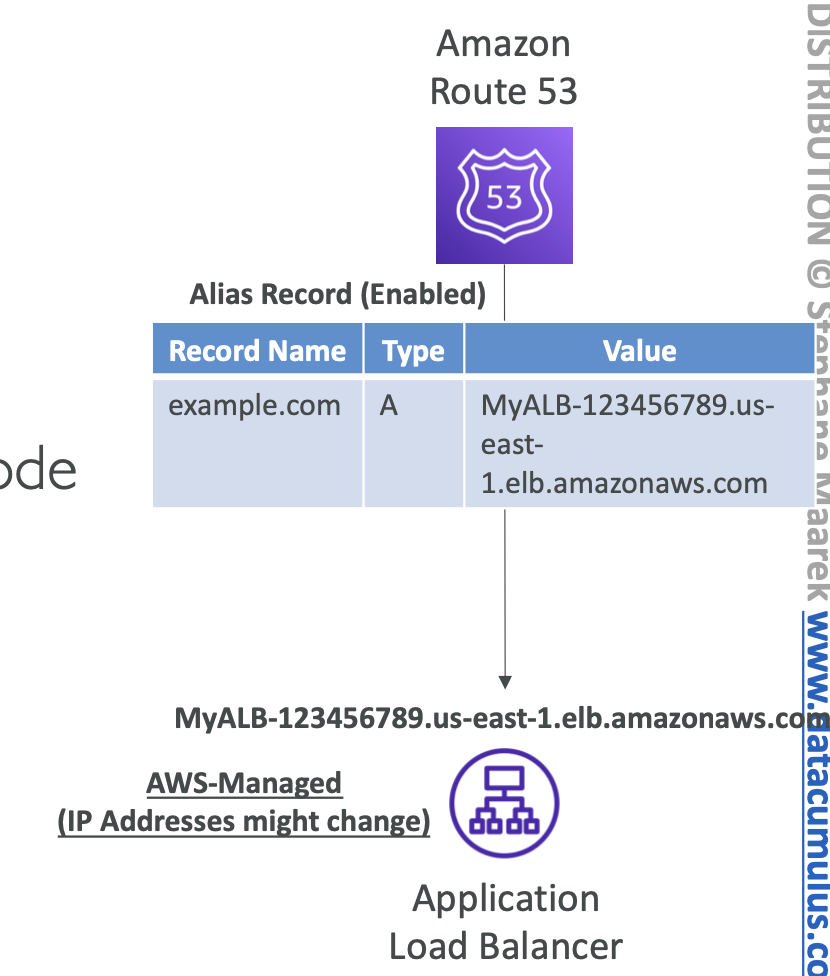 Amazon
Route 53
53
Alias Record (Enabled)
Record Name Type Value
example.com A MyALB-123456789.us-
east-
1.elb.amazonaws.com
ode
MyALB-123456789.us-east-1.elb.amazonaws.com
AWS-Managed
(IP Addresses might change)
Application
Load Balancer
DISTRIBUTION © Stephane Maarek www.datacumulus.co